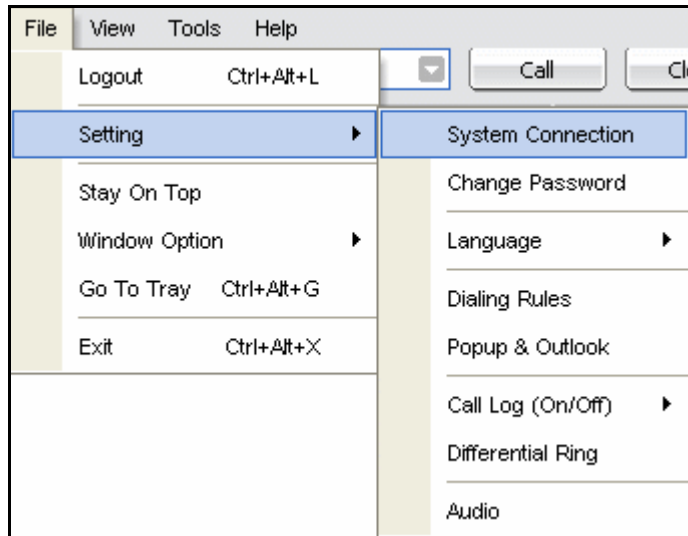 File View Tools Help
Logout Ctrl+Alt+L
Call
Setting
Stay On Top
Window Option
Go To Tray Ctrl+Alt+G
Exit Ctrl+Alt+X
System Connection
Change Password
Language
Dialing Rules
Popup & Outlook
Call Log (On/Off)
Differential Ring
Audio